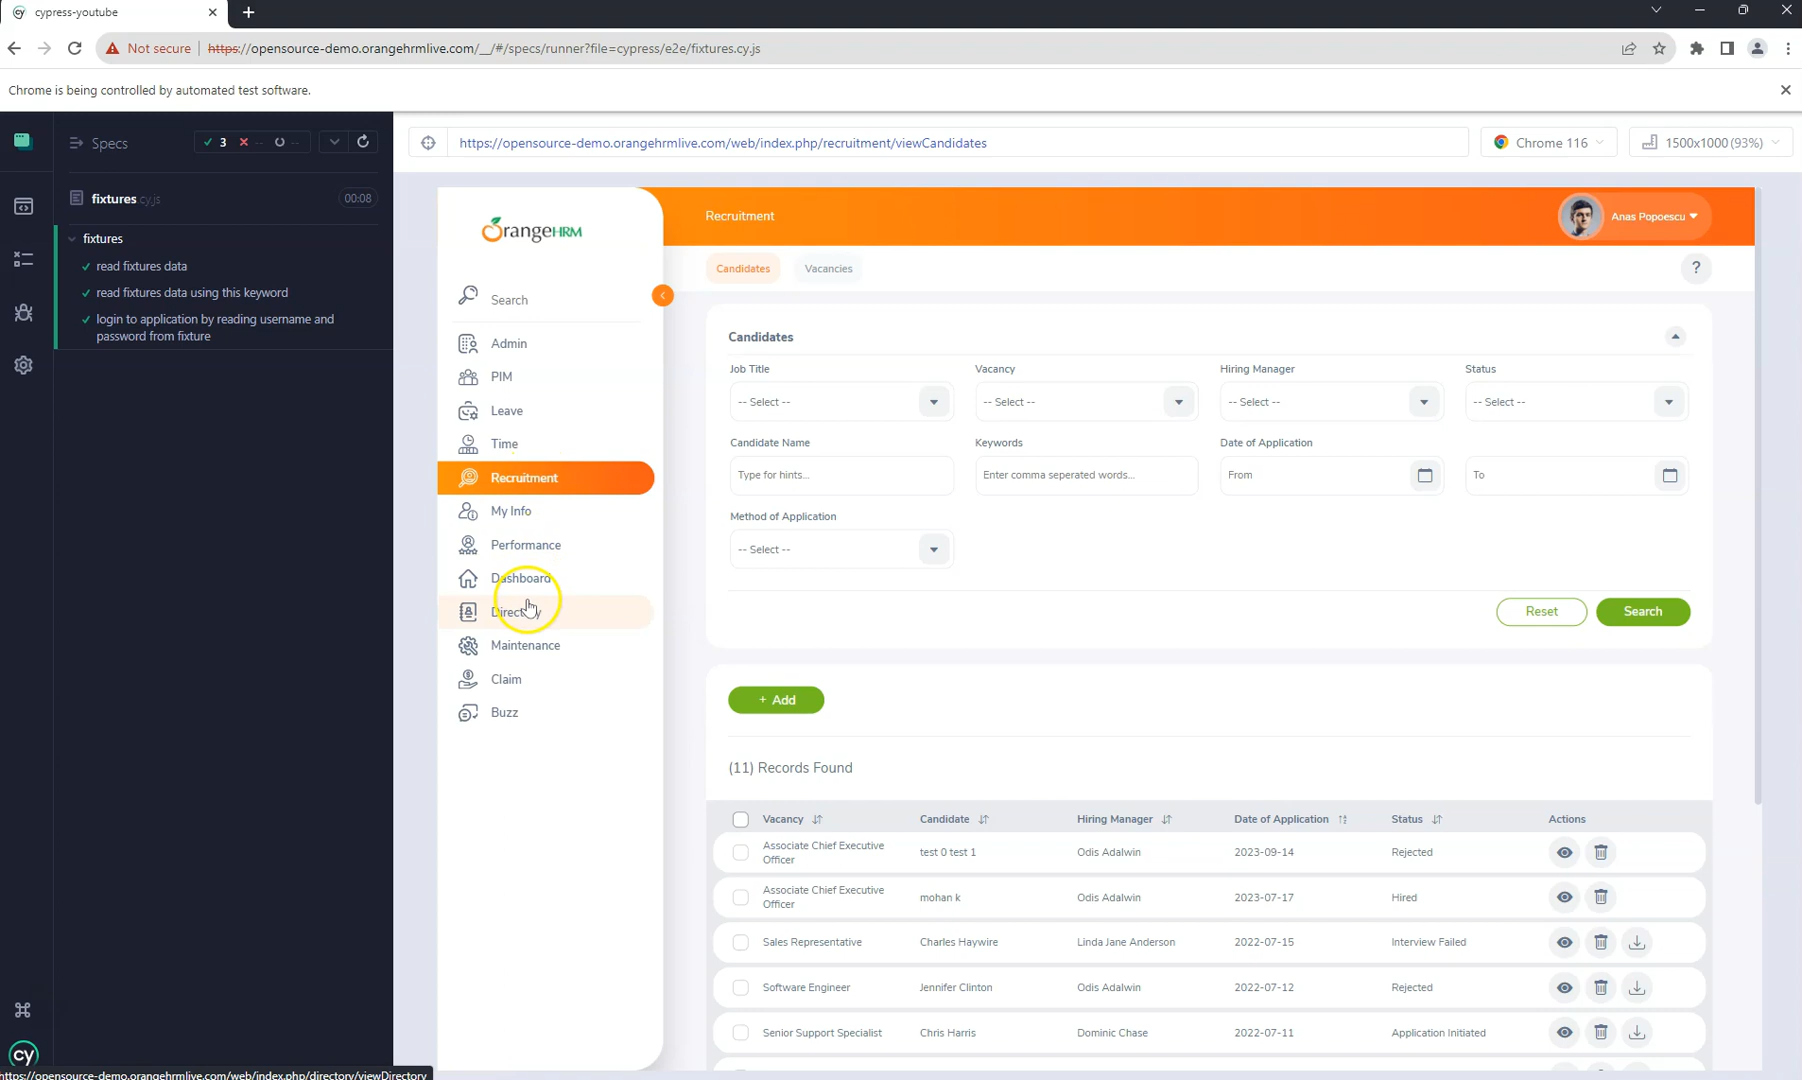 cypress-youtube
Not secure https://opensource-demo.orangehrmlive.com/__/#/specs/runner?file=cypress/e2e/fixtures.cy.js
Chrome is being controlled by automated test software.
Specs 3 -- --
https://opensource-demo.orangehrmlive.com/web/index.php/recruitment/viewCandidates
Chrome 116
1500x1000 (93%)
fixtures cy.js 00:08
fixtures
read fixtures data
read fixtures data using this keyword
login to application by reading username and
password from fixture
OrangeHRM
Search
Admin
PIM
Leave
Time
Recruitment
My Info
Performance
Dashboard
Directory
Maintenance
Claim
Buzz
Recruitment
Anas Popoescu
Candidates Vacancies ?
Candidates
Job Title Vacancy Hiring Manager Status
-- Select -- -- Select -- -- Select -- -- Select --
Candidate Name Keywords Date of Application
Type for hints... Enter comma seperated words... From To
Method of Application
-- Select --
Reset Search
+ Add
(11) Records Found
Vacancy Candidate Hiring Manager Date of Application Status Actions
Associate Chief Executive
Officer test 0 test 1 Odis Adalwin 2023-09-14 Rejected
Associate Chief Executive
Officer mohan k Odis Adalwin 2023-07-17 Hired
Sales Representative Charles Haywire Linda Jane Anderson 2022-07-15 Interview Failed
Software Engineer Jennifer Clinton Odis Adalwin 2022-07-12 Rejected
Senior Support Specialist Chris Harris Dominic Chase 2022-07-11 Application Initiated
cy
https://opensource-demo.orangehrmlive.com/web/index.php/directory/viewDirectory